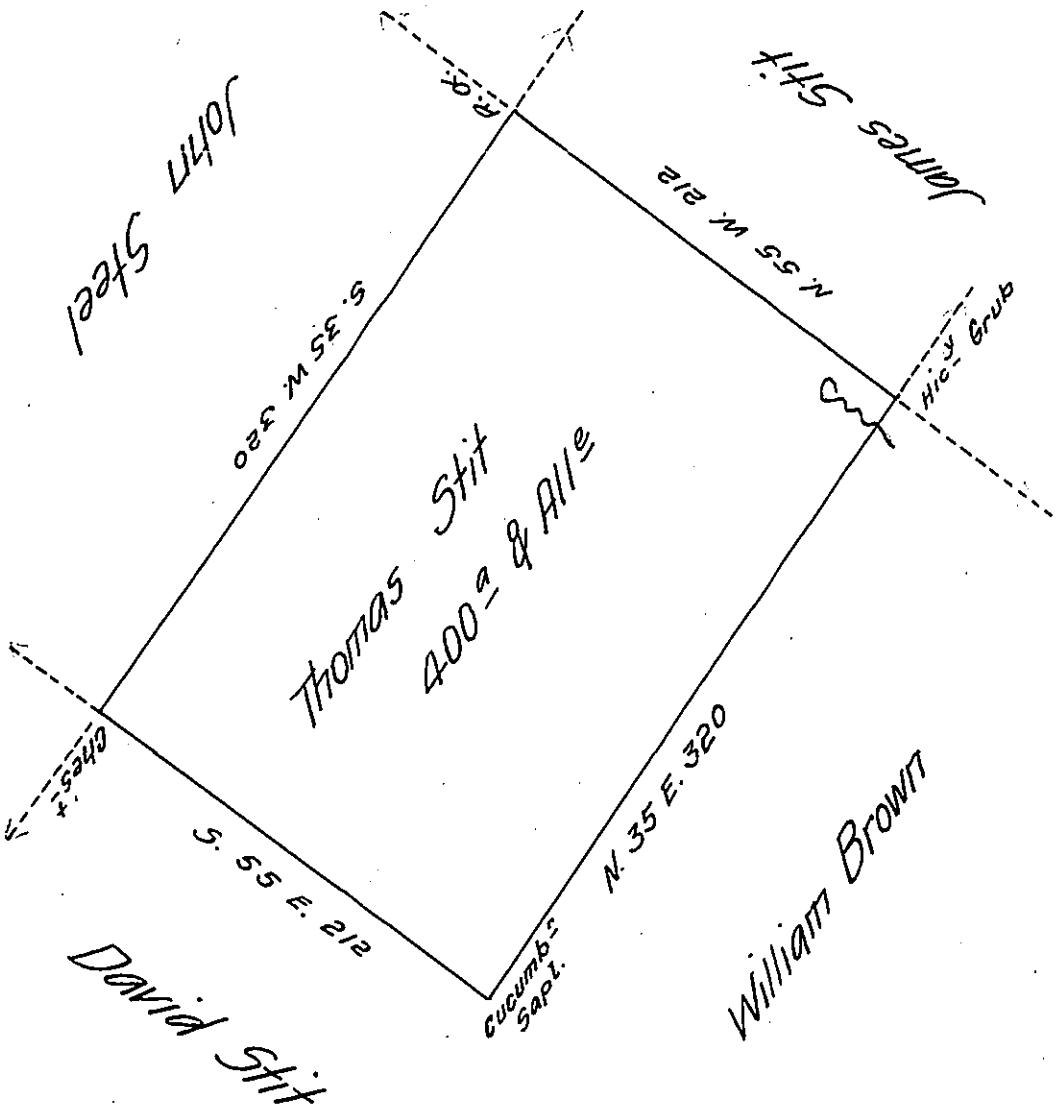 John Steel
James Stit
R.O.
N. 55 W. 212
Hic-y Grub
S. 35 W. 320
Thomas Stit
400-a & All-e
Ches-t.
S. 55 E. 212
N. 35 E. 320
Cucumb-r
Sapl.
David Stit
William Brown